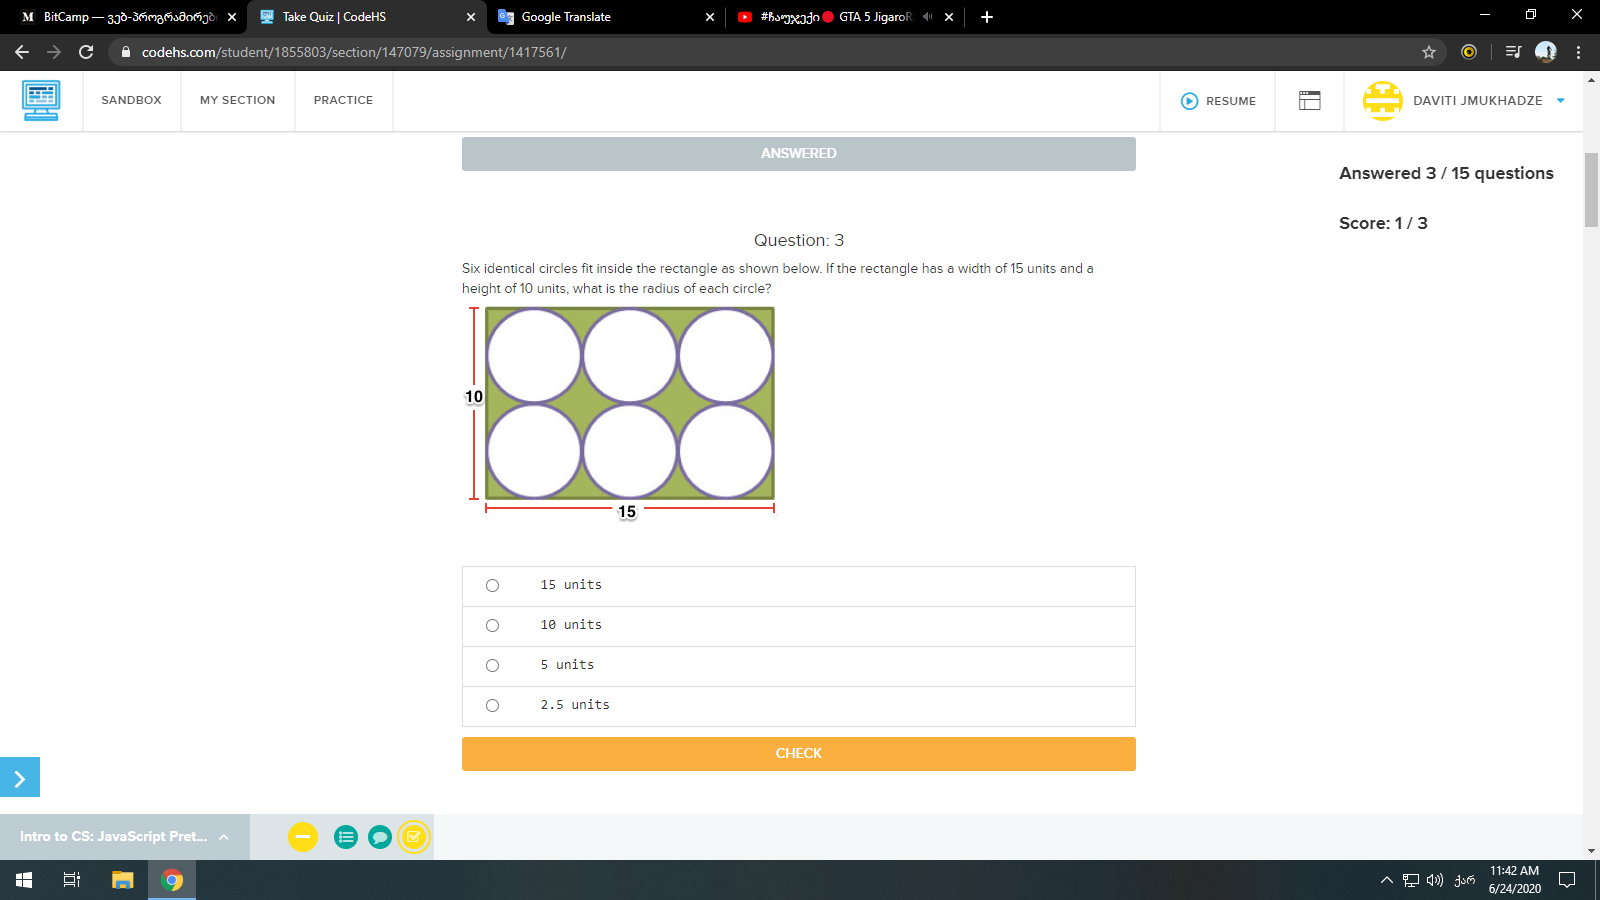 BitCamp — ვებ-პროგრამირებ
Take Quiz | CodeHS
Google Translate
GTA 5 JigaroR
codehs.com/student/1855803/section/147079/assignment/1417561/
SANDBOX
MY SECTION
PRACTICE
RESUME
DAVITI JMUKHADZE
ANSWERED
Answered 3 / 15 questions
Score: 1 / 3
Question: 3
Six identical circles fit inside the rectangle as shown below. If the rectangle has a width of 15 units and a
height of 10 units, what is the radius of each circle?
10
15
15 units
10 units
5 units
2.5 units
CHECK
Intro to CS: JavaScript Pret...
ქარ
11:42 AM
6/24/2020